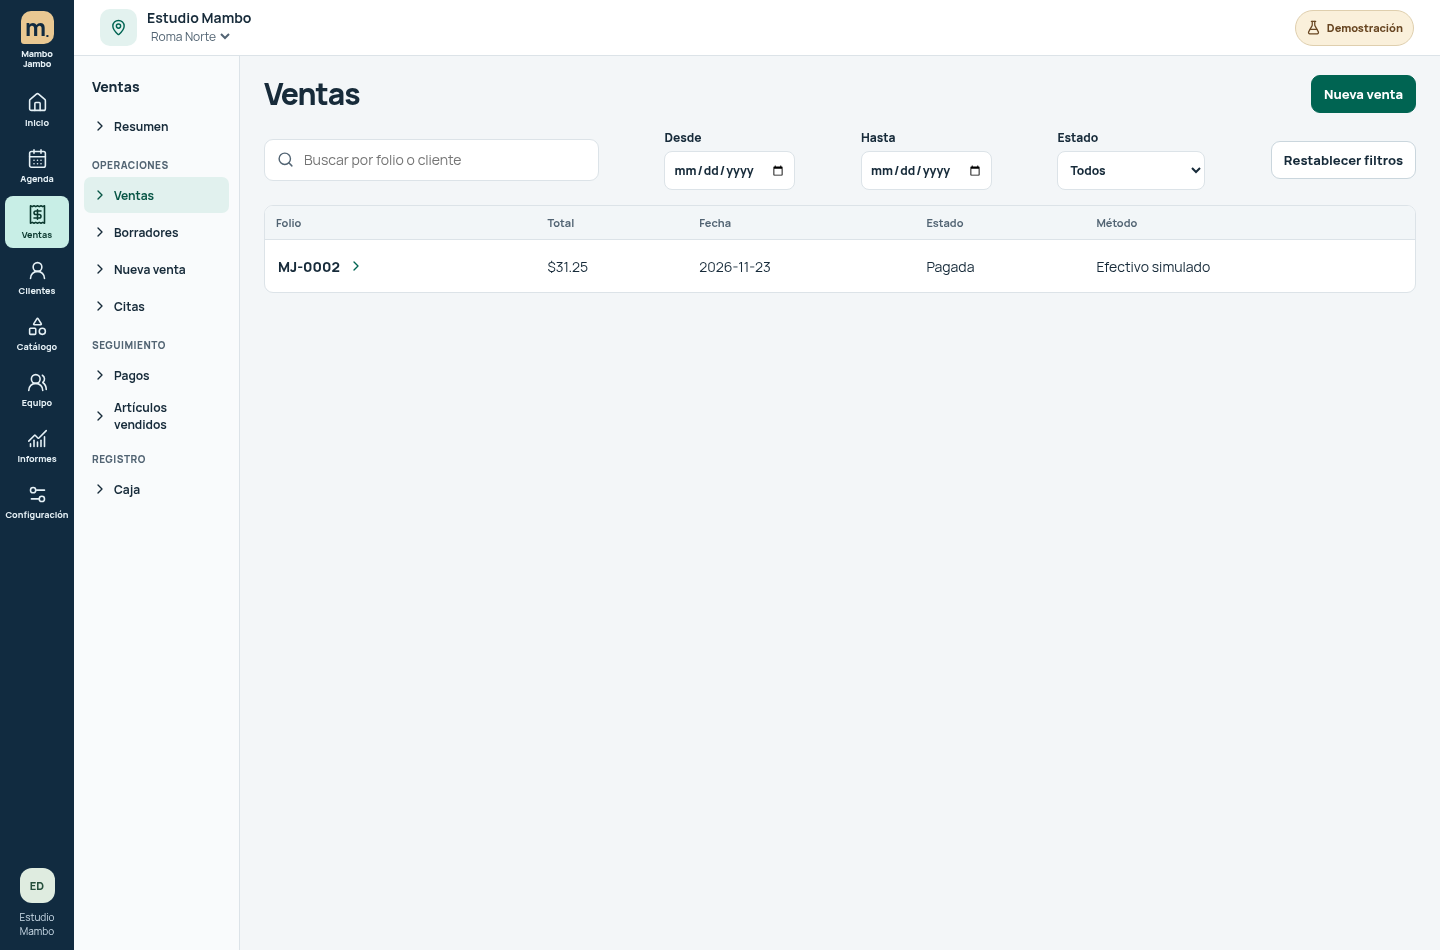 m.
Mambo
Jambo
Inicio
Agenda
Ventas
Clientes
Catálogo
Equipo
Informes
Configuración
ED
Estudio
Mambo
Estudio Mambo
Roma Norte
Demostración
Ventas
Resumen
OPERACIONES
Ventas
Borradores
Nueva venta
Citas
SEGUIMIENTO
Pagos
Artículos
vendidos
REGISTRO
Caja
Ventas
Nueva venta
Buscar por folio o cliente
Desde
mm/dd/yyyy
Hasta
mm/dd/yyyy
Estado
Todos
Restablecer filtros
Folio Total Fecha Estado Método
MJ-0002 $31.25 2026-11-23 Pagada Efectivo simulado